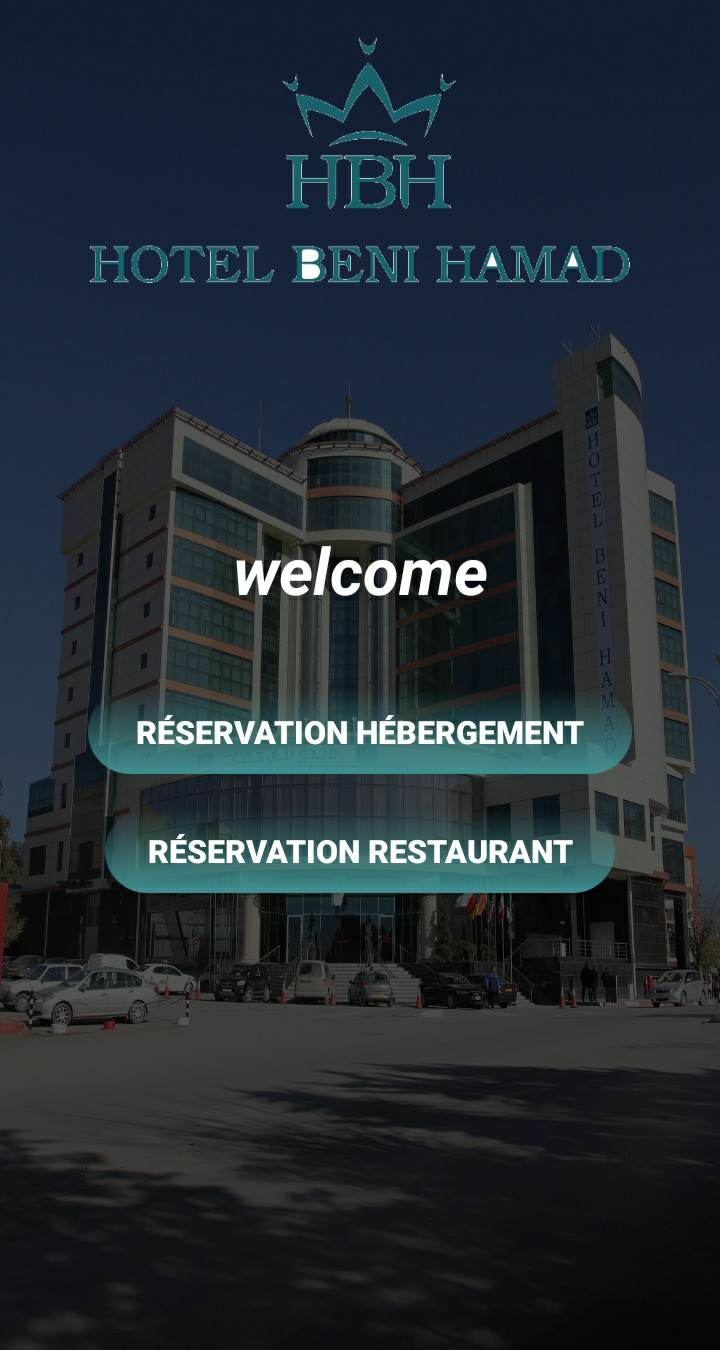 HBH
HOTEL BENI HAMAD
HOTEL BENI HAMAD
welcome
RÉSERVATION HÉBERGEMENT
RÉSERVATION RESTAURANT